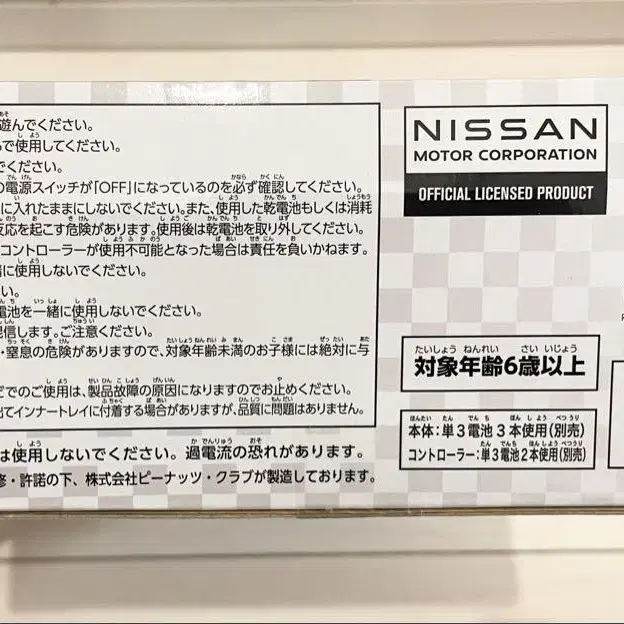 遊んでください。
で使用してください。
でください。
の電源スイッチが「OFF」になっているのを必ず確認してください。
に入れたままにしないでください。また、使用した乾電池もしくは消耗
反応を起こす危険があります。使用後は乾電池を取り外してください。
コントローラーが使用不可能となった場合は責任を負いかねます。
に使用しないでください。
い。
電池を一緒に使用しないでください。
信します。ご注意ください。
・窒息の危険がありますので、対象年齢未満のお子様には絶対に与
どでのご使用は、製品故障の原因になりますのでお止めください。
出てインナートレイに付着する場合がありますが、品質に問題はありません。
は使用しないでください。過電流の恐れがあります。
修・許諾の下、株式会社ピーナッツ・クラブが製造しております。
NISSAN
MOTOR CORPORATION
OFFICIAL LICENSED PRODUCT
対象年齢6歳以上
本体:単3電池3本使用(別売)
コントローラー:単3電池2本使用(別売)